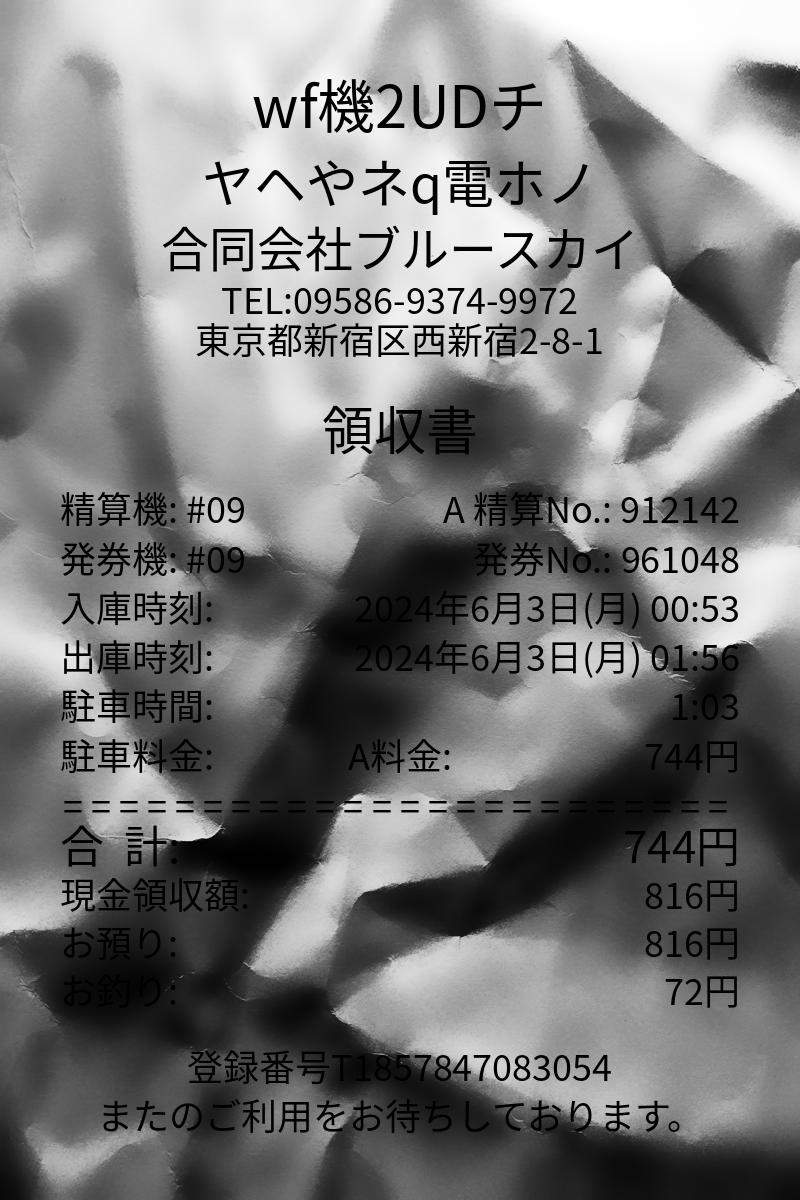 wf機2UDチ
ヤへやネq電ホノ
合同会社ブルースカイ
TEL:09586-9374-9972
東京都新宿区西新宿2-8-1
領収書
精算機: #09 A 精算No.: 912142
発券機: #09 発券No.: 961048
入庫時刻: 2024年6月3日(月) 00:53
出庫時刻: 2024年6月3日(月) 01:56
駐車時間: 1:03
駐車料金: A料金: 744円
========================
合 計: 744円
現金領収額: 816円
お預り: 816円
お釣り: 72円
登録番号T1857847083054
またのご利用をお待ちしております。